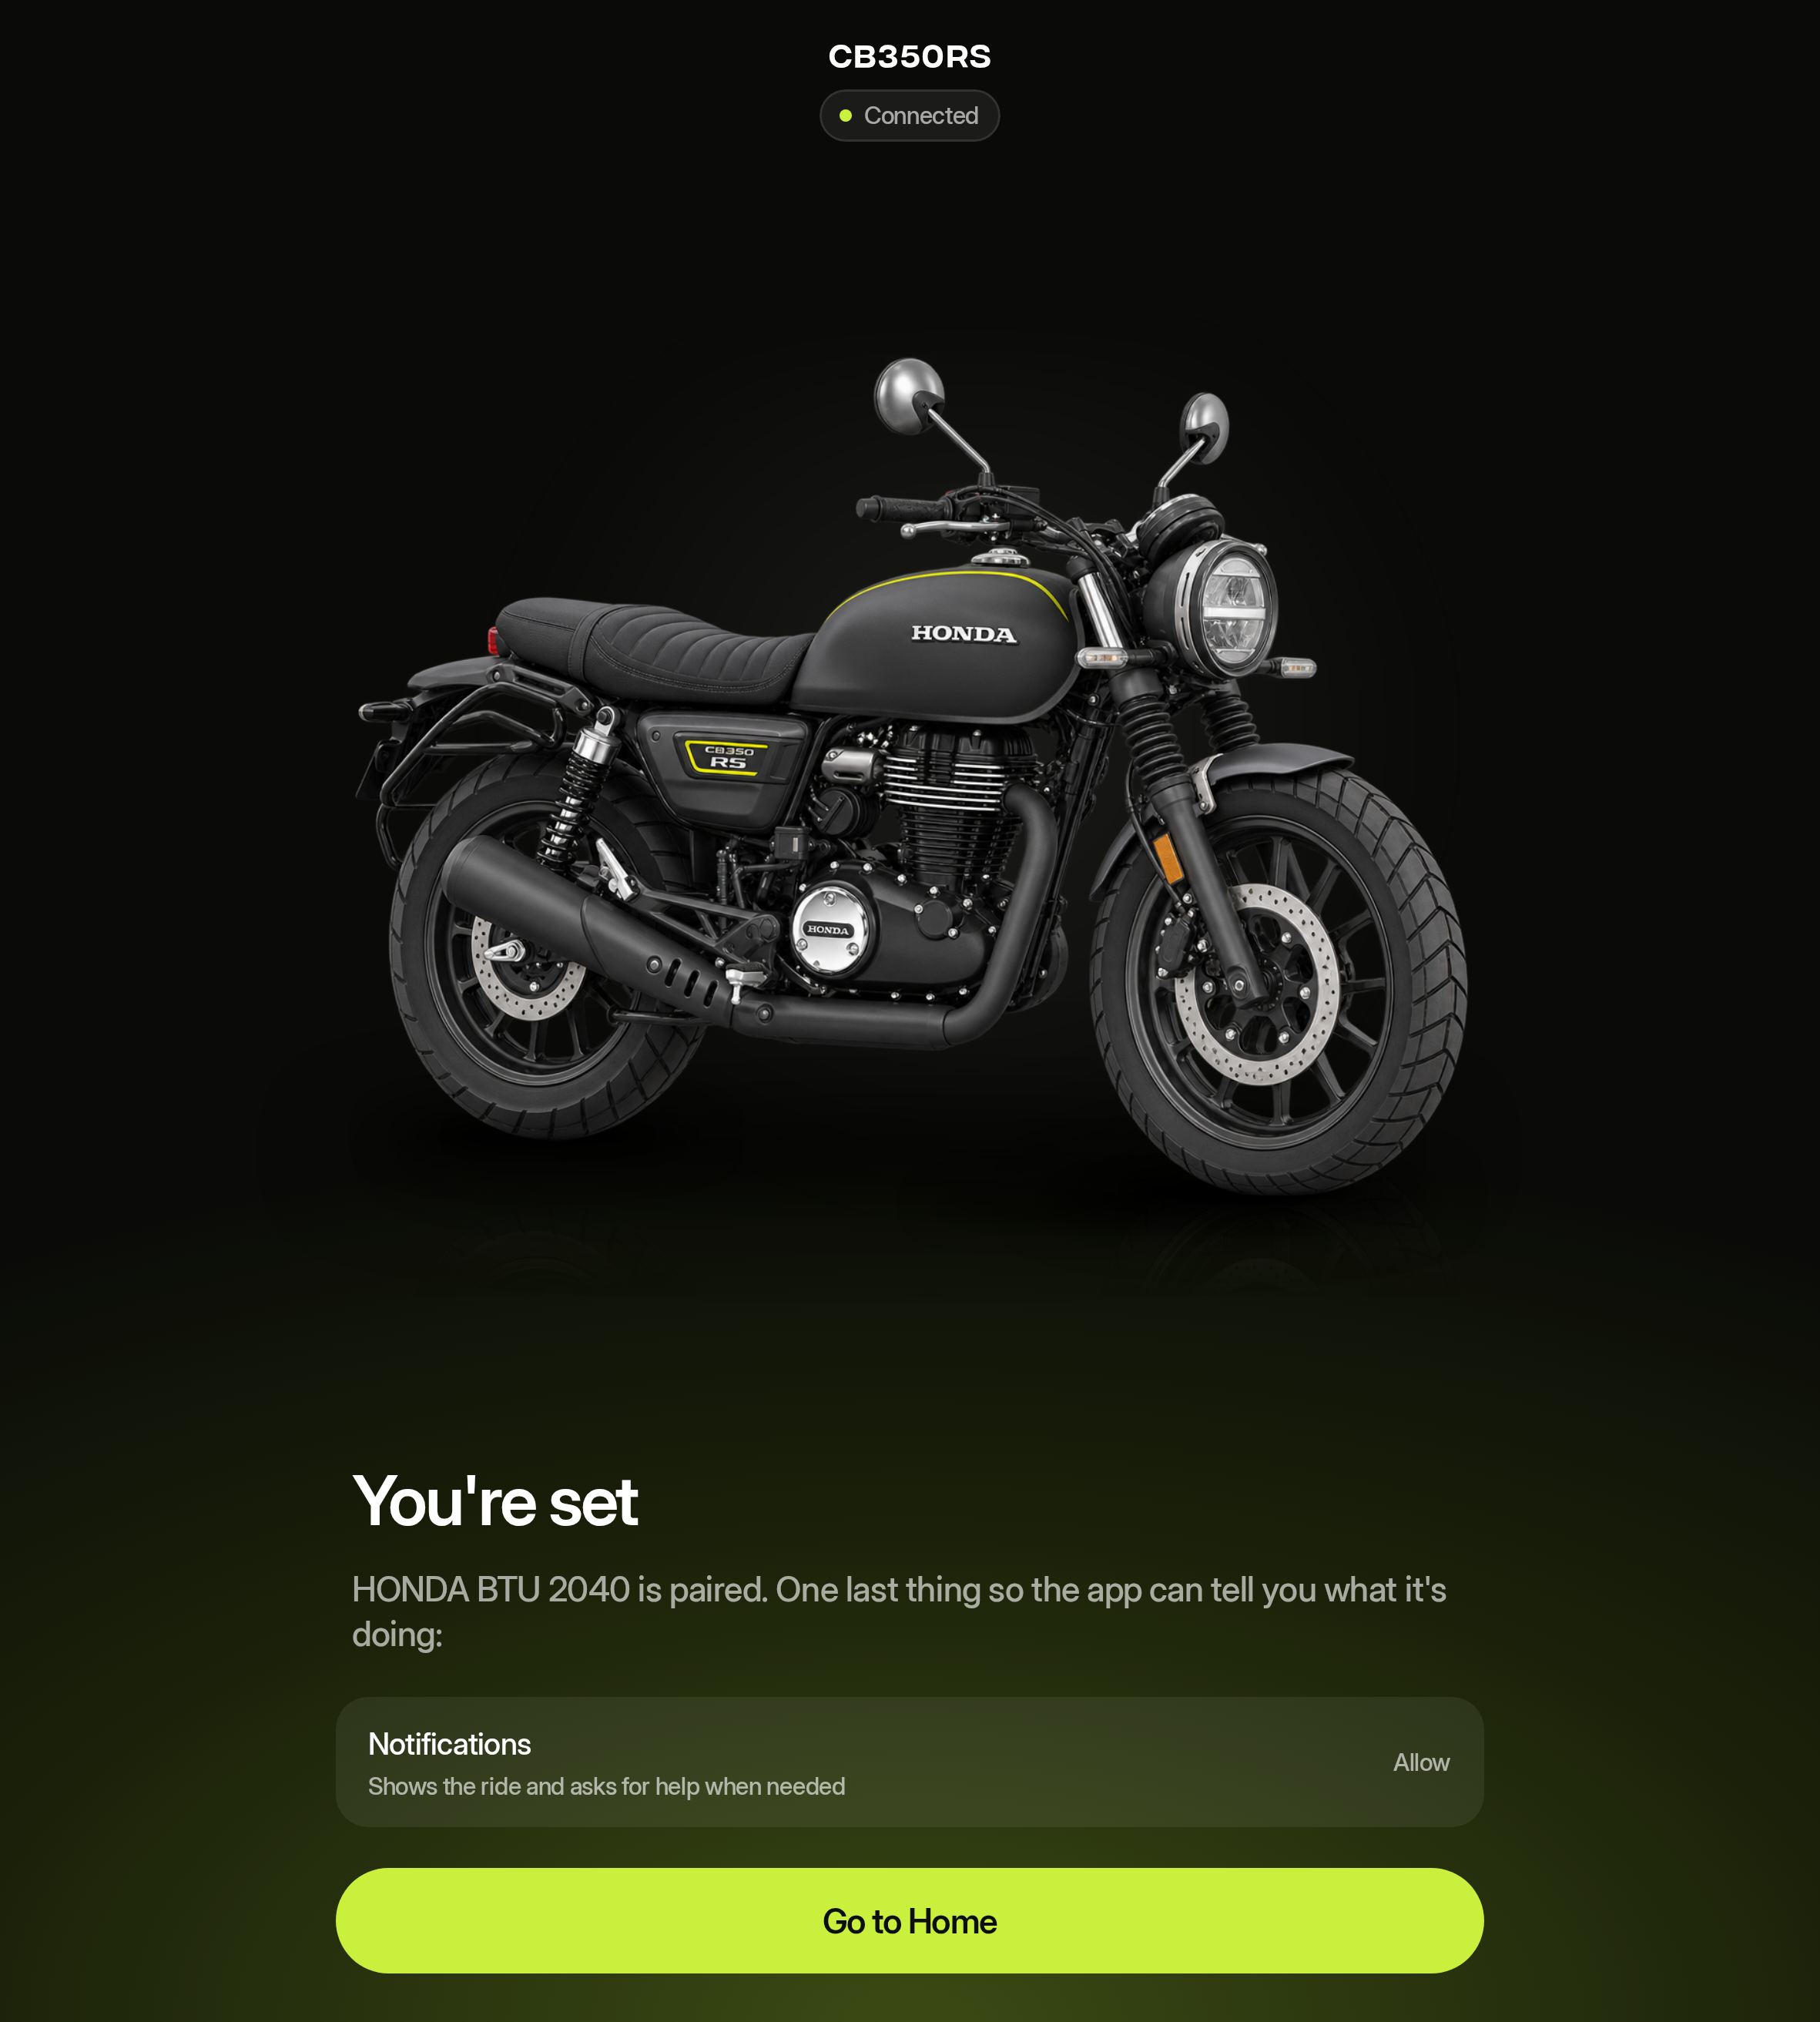 CB350RS
Connected
HONDA
CB350
RS
HONDA
You're set
HONDA BTU 2040 is paired. One last thing so the app can tell you what it's
doing:
Notifications
Shows the ride and asks for help when needed
Allow
Go to Home